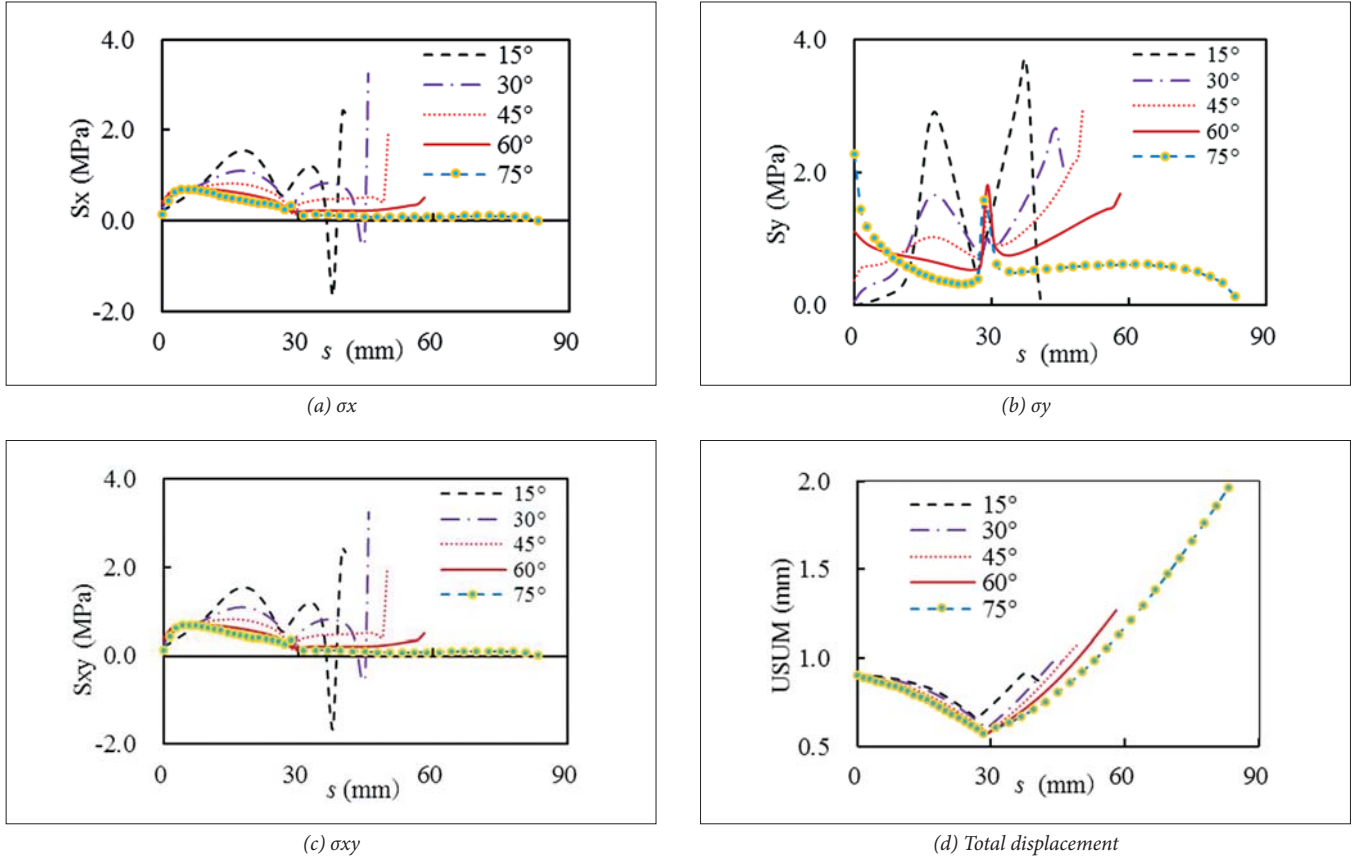 4.0
2.0
0.0
-2.0
Sx (MPa)
15°
30°
45°
60°
75°
0 30 60 90
s (mm)
(a) σx
4.0
2.0
0.0
Sy (MPa)
15°
30°
45°
60°
75°
0 30 60 90
s (mm)
(b) σy
4.0
2.0
0.0
-2.0
Sxy (MPa)
15°
30°
45°
60°
75°
0 30 60 90
s (mm)
(c) σxy
2.0
1.5
1.0
0.5
USUM (mm)
15°
30°
45°
60°
75°
0 30 60 90
s (mm)
(d) Total displacement